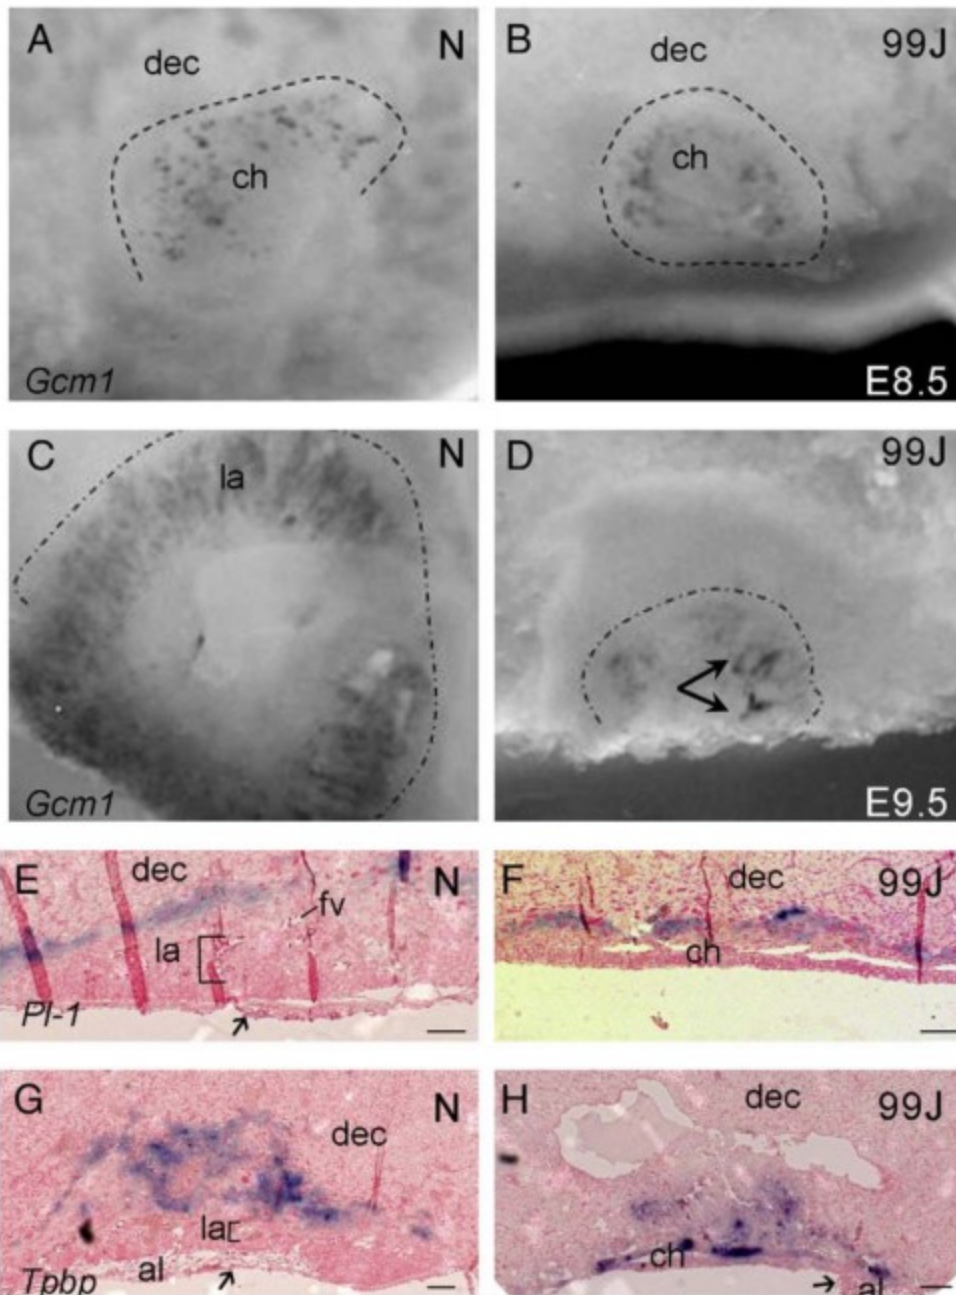 A dec N
ch
Gcm1
B dec 99J
ch
E8.5
C la N
Gcm1
D 99J
E9.5
E dec N
fv
la
Pl-1
F dec 99J
ch
G N
dec
la
al
Tpbp
H dec 99J
ch
al